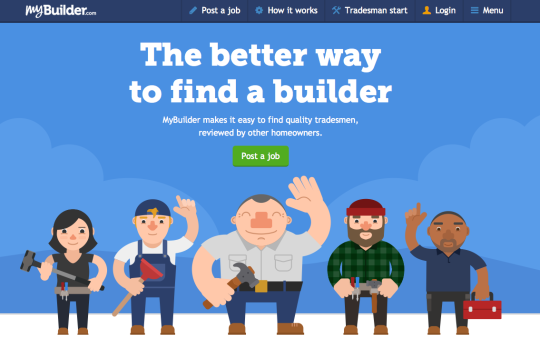 MyBuilder.com
Post a job
How it works
Tradesman start
Login
Menu
The better way
to find a builder
MyBuilder makes it easy to find quality tradesmen,
reviewed by other homeowners.
Post a job